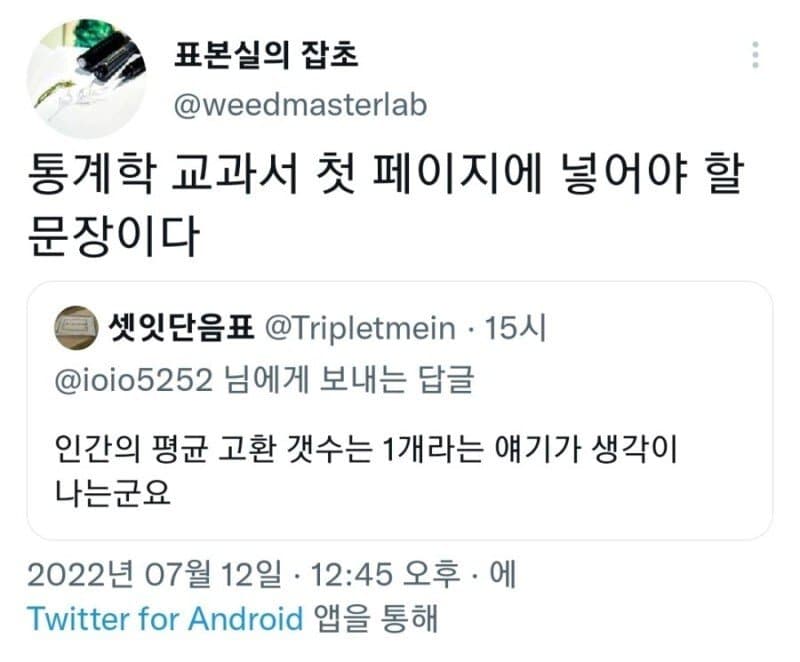 표본실의 잡초
@weedmasterlab
통계학 교과서 첫 페이지에 넣어야 할
문장이다
셋잇단음표 @Tripletmein · 15시
@ioio5252 님에게 보내는 답글
인간의 평균 고환 갯수는 1개라는 얘기가 생각이
나는군요
2022년 07월 12일 · 12:45 오후 · 에
Twitter for Android 앱을 통해